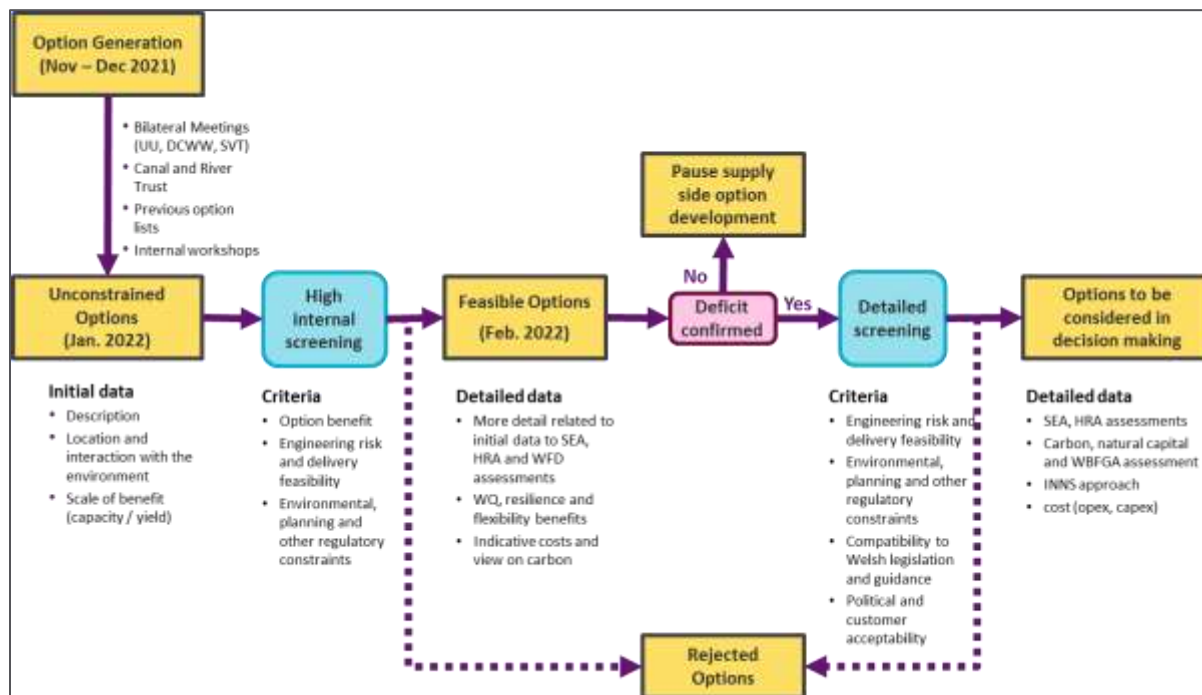 Option Generation
(Nov – Dec 2021)
• Bilateral Meetings
(UU, DCWW, SVT)
• Canal and River
Trust
• Previous option
lists
• Internal workshops
Pause supply
side option
development
No
Unconstrained
Options
(Jan. 2022)
High
internal
screening
Feasible Options
(Feb. 2022)
Deficit
confirmed
Yes
Detailed
screening
Options to be
considered in
decision making
Initial data
• Description
• Location and
interaction with the
environment
• Scale of benefit
(capacity / yield)
Criteria
• Option benefit
• Engineering risk
and delivery
feasibility
• Environmental,
planning and
other regulatory
constraints
Detailed data
• More detail related to
initial data to SEA,
HRA and WFD
assessments
• WQ, resilience and
flexibility benefits
• Indicative costs and
view on carbon
Criteria
• Engineering risk and
delivery feasibility
• Environmental,
planning and other
regulatory
constraints
• Compatibility to
Welsh legislation
and guidance
• Political and
customer
acceptability
Detailed data
• SEA, HRA assessments
• Carbon, natural capital
and WBFGA assessment
• INNS approach
• cost (opex, capex)
Rejected
Options